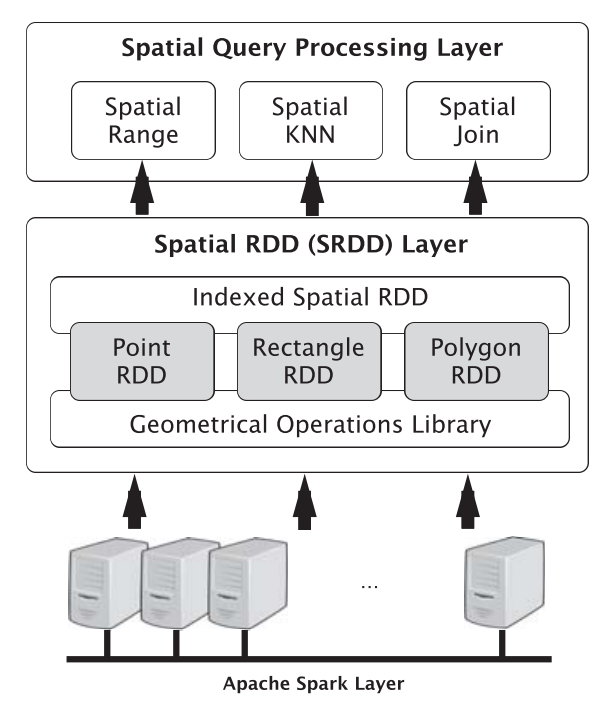 Spatial Query Processing Layer
Spatial
Range
Spatial
KNN
Spatial
Join
Spatial RDD (SRDD) Layer
Indexed Spatial RDD
Point
RDD
Rectangle
RDD
Polygon
RDD
Geometrical Operations Library
...
Apache Spark Layer